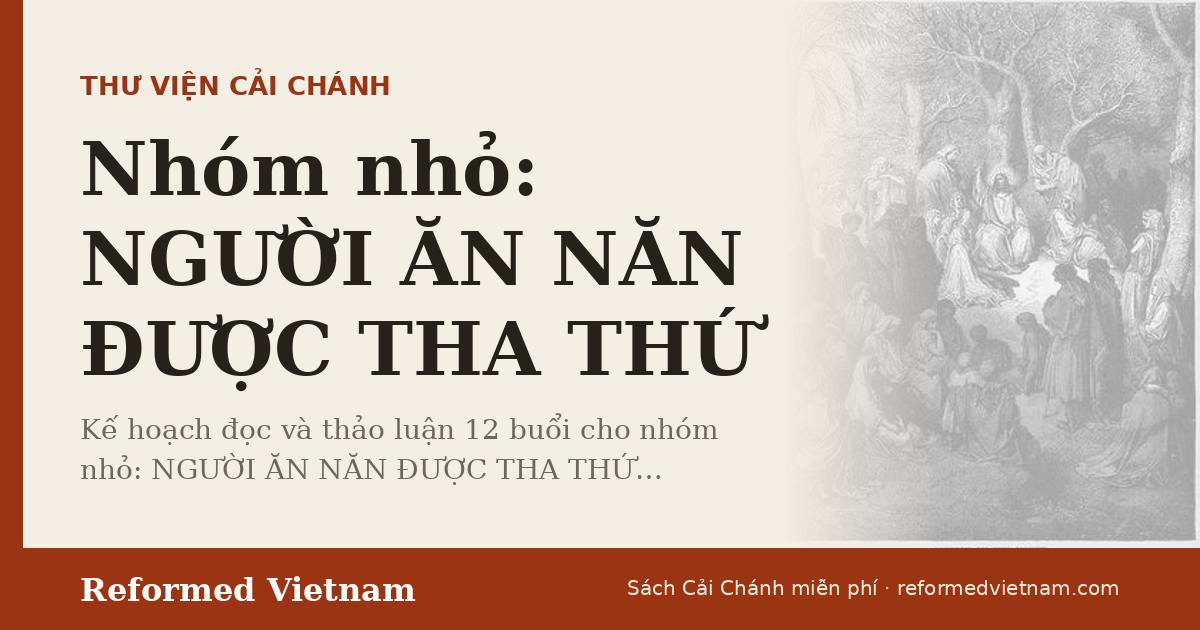 THƯ VIỆN CẢI CHÁNH
Nhóm nhỏ:
NGƯỜI ĂN NĂN
ĐƯỢC THA THỨ
Kế hoạch đọc và thảo luận 12 buổi cho nhóm
nhỏ: NGƯỜI ĂN NĂN ĐƯỢC THA THỨ…
Reformed Vietnam
Sách Cải Chánh miễn phí · reformedvietnam.com